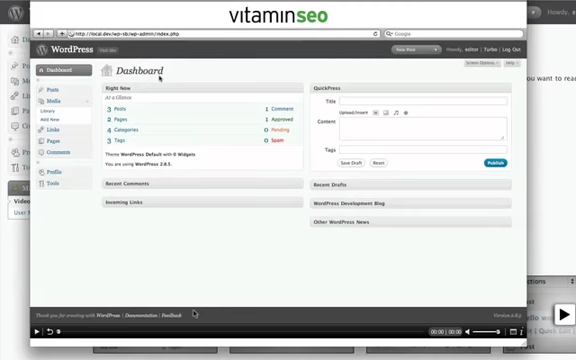 vitaminseo
http://local.dev/wp-sb/wp-admin/index.php
Google
WordPress
Visit Site
New Post
Howdy, editor | Turbo | Log Out
Howdy,
Screen Options
Help
Dashboard
Dashboard
Posts
Media
Library
Add New
Links
Pages
Comments
Profile
Tools
Right Now
At a Glance
3 Posts
1 Comment
2 Pages
1 Approved
4 Categories
0 Pending
3 Tags
0 Spam
Theme WordPress Default with 0 Widgets
You are using WordPress 2.8.5.
Recent Comments
Incoming Links
QuickPress
Title
Upload/Insert
Content
Tags
Save Draft
Reset
Publish
Recent Drafts
WordPress Development Blog
Other WordPress News
you want to
Video
User
Thank you for creating with WordPress | Documentation | Feedback
00:00 | 00:00